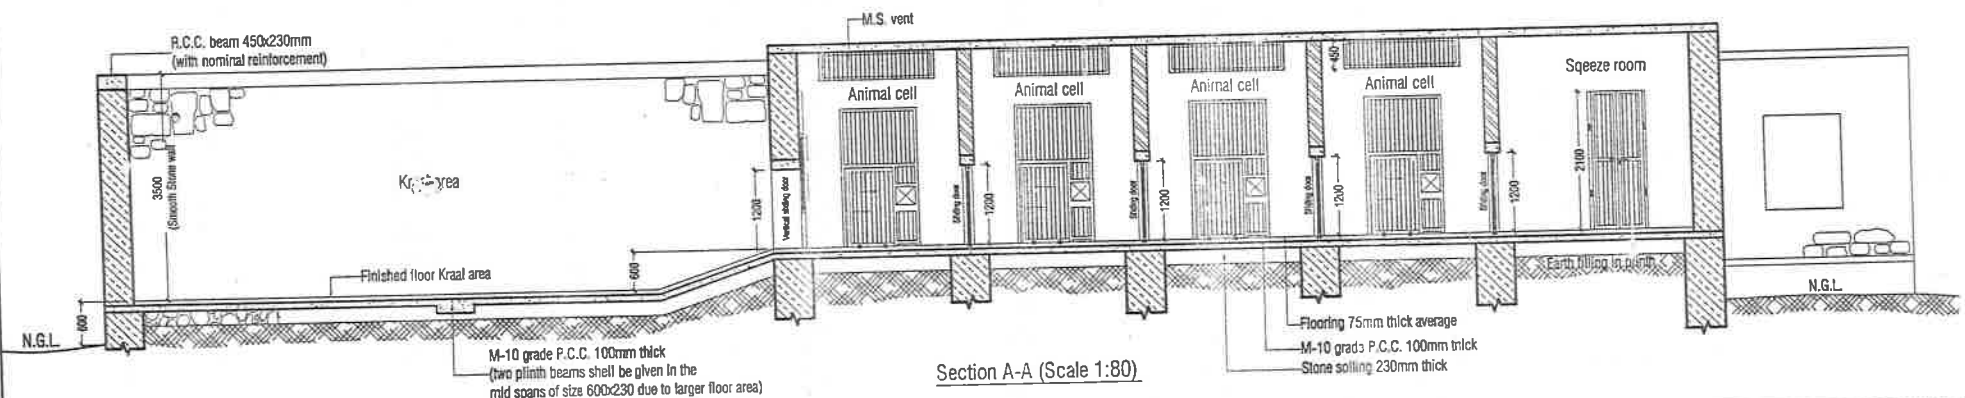 M.S. vent
R.C.C. beam 450x230mm
(with nominal reinforcement)
450
Sqeeze room
Animal cell
Animal cell
Animal cell
Animal cell
3500
(Smooth Stone wall
area
1200
Vertical sliding door
Sliding door
1200
Sliding door
1200
Sliding door
1200
Sliding door
1200
2100
600
Finished floor Kraal area
Earth filling in plinth
N.G.L.
600
N.G.L.
Flooring 75mm thick average
M-10 grade P.C.C. 100mm thick
Stone soiling 230mm thick
M-10 grade P.C.C. 100mm thick
(two plinth beams shell be given in the
mid spans of size 600x230 due to larger floor area)
Section A-A (Scale 1:80)